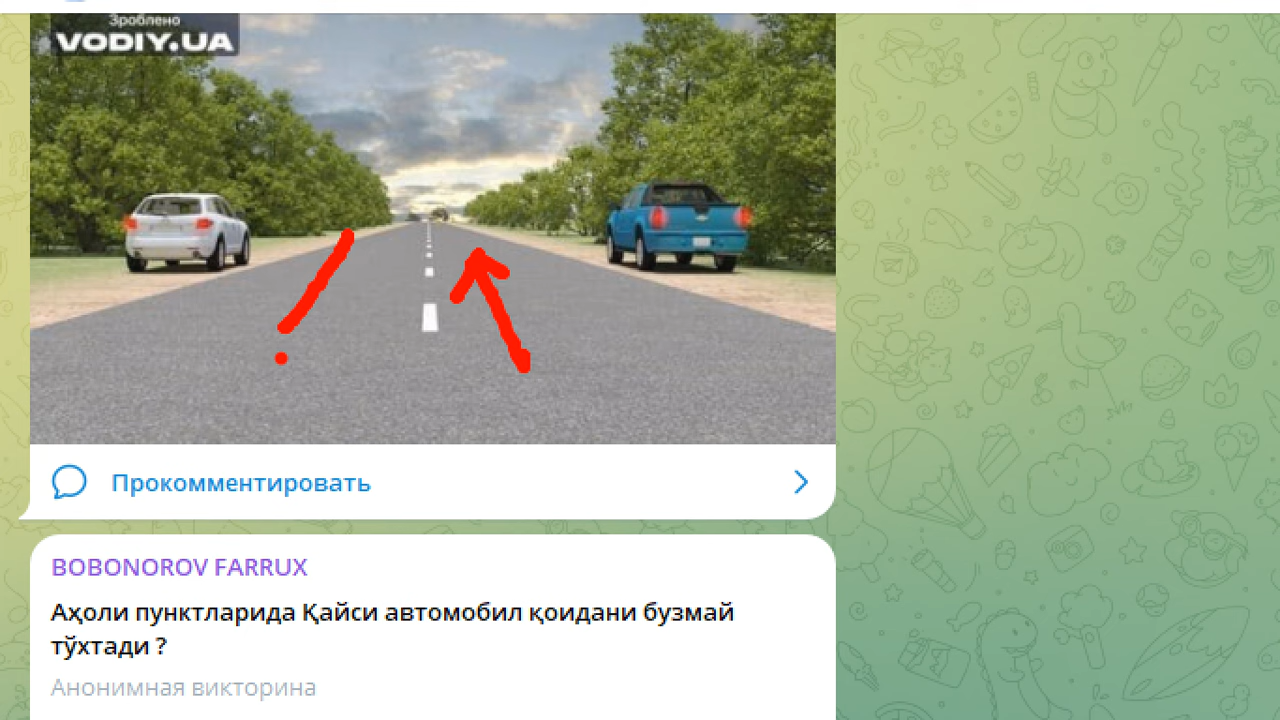 Зроблено
VODIY.UA
Прокомментировать
BOBONOROV FARRUX
Аҳоли пунктларида Қайси автомобил қоидани бузмай
тўхтади ?
Анонимная викторина